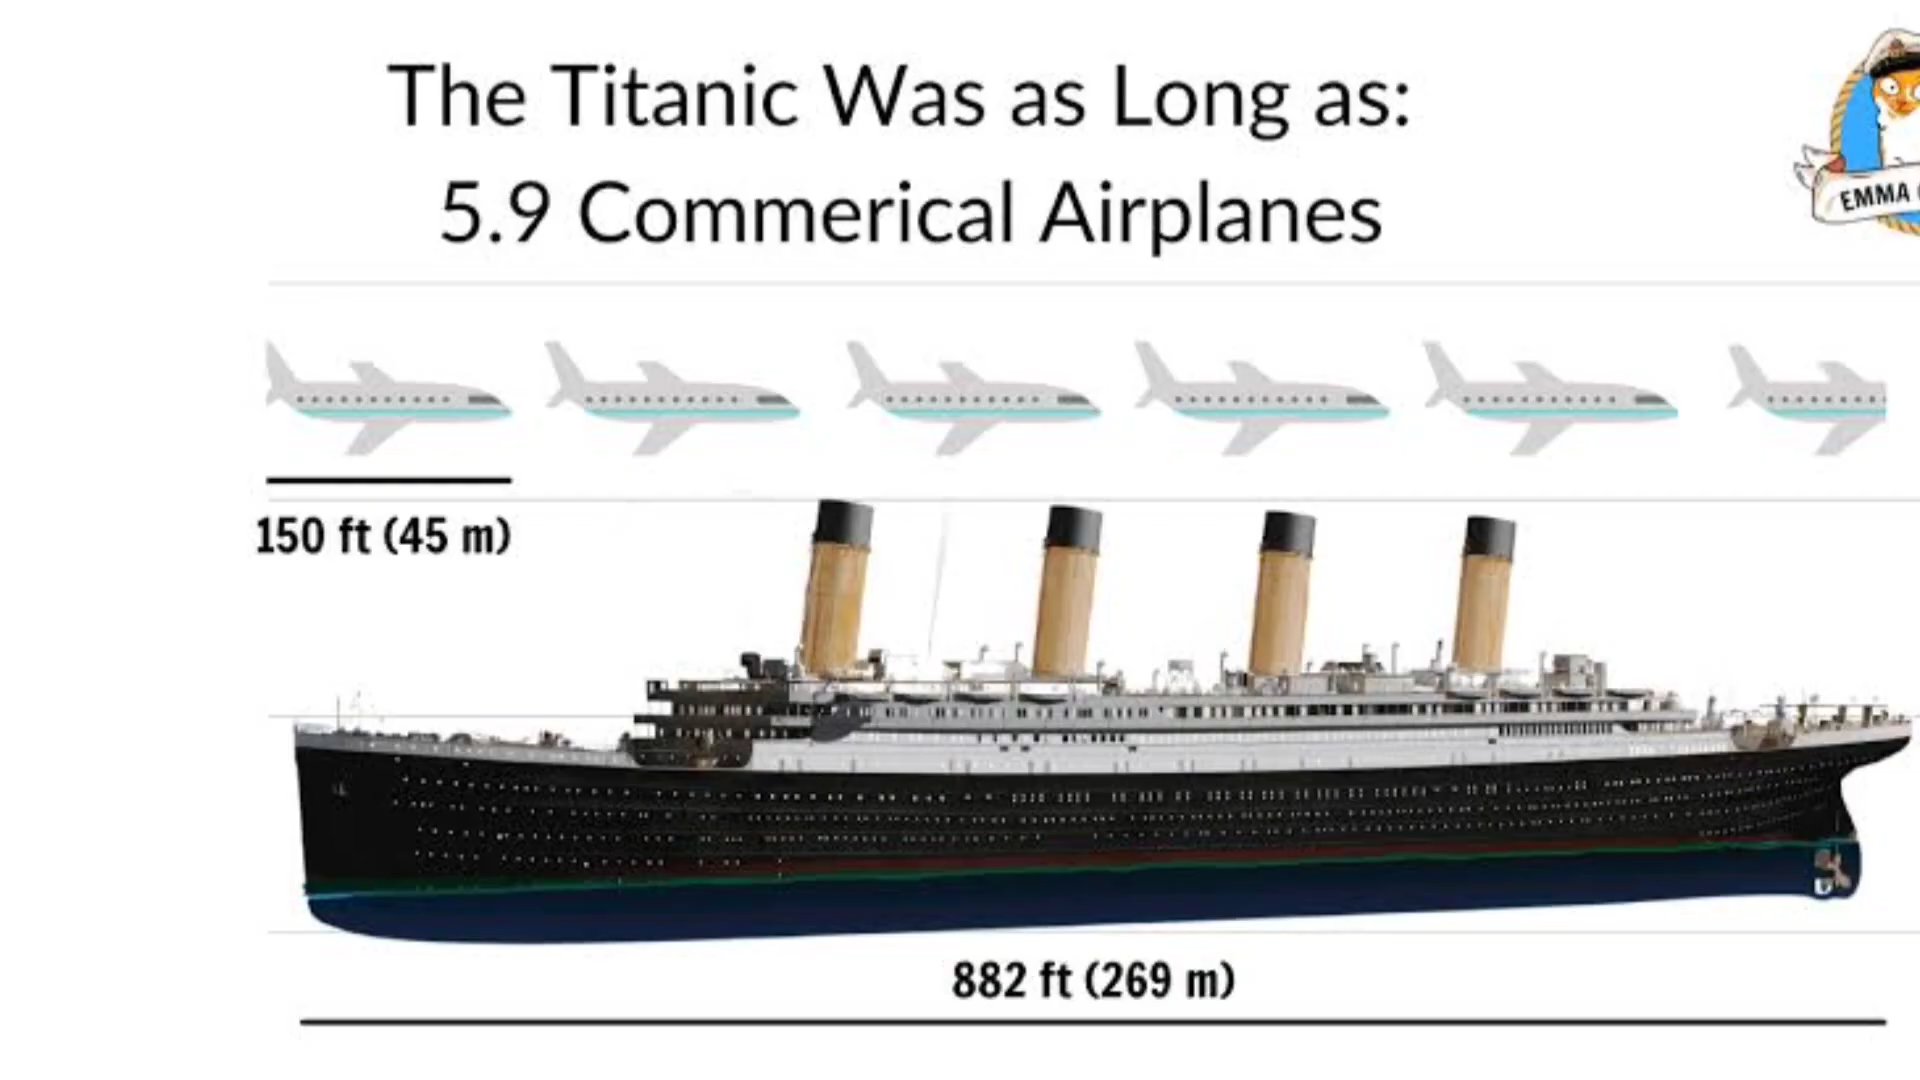 The Titanic Was as Long as:
5.9 Commerical Airplanes
EMMA
150 ft (45 m)
882 ft (269 m)